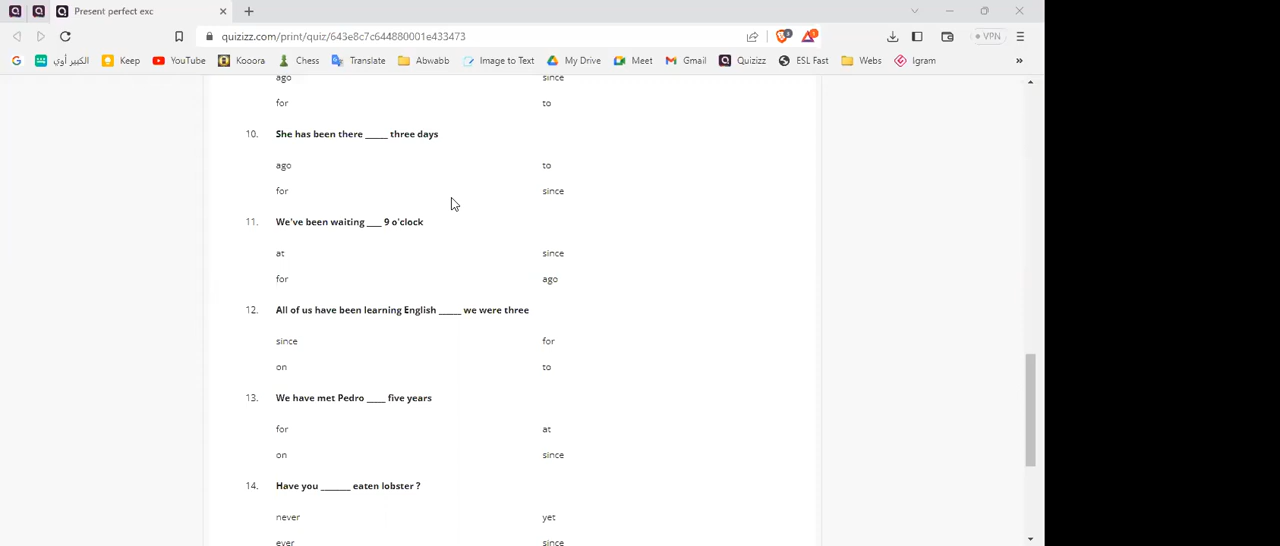 Present perfect exc
quizizz.com/print/quiz/643e8c7c644880001e433473
VPN
الكبير أوي Keep YouTube Kooora Chess Translate Abwabb Image to Text My Drive Meet Gmail Quizizz ESL Fast Webs Igram »
ago since
for to
10. She has been there _____ three days
ago to
for since
11. We've been waiting ___ 9 o'clock
at since
for ago
12. All of us have been learning English _____ we were three
since for
on to
13. We have met Pedro ____ five years
for at
on since
14. Have you _______ eaten lobster ?
never yet
ever since